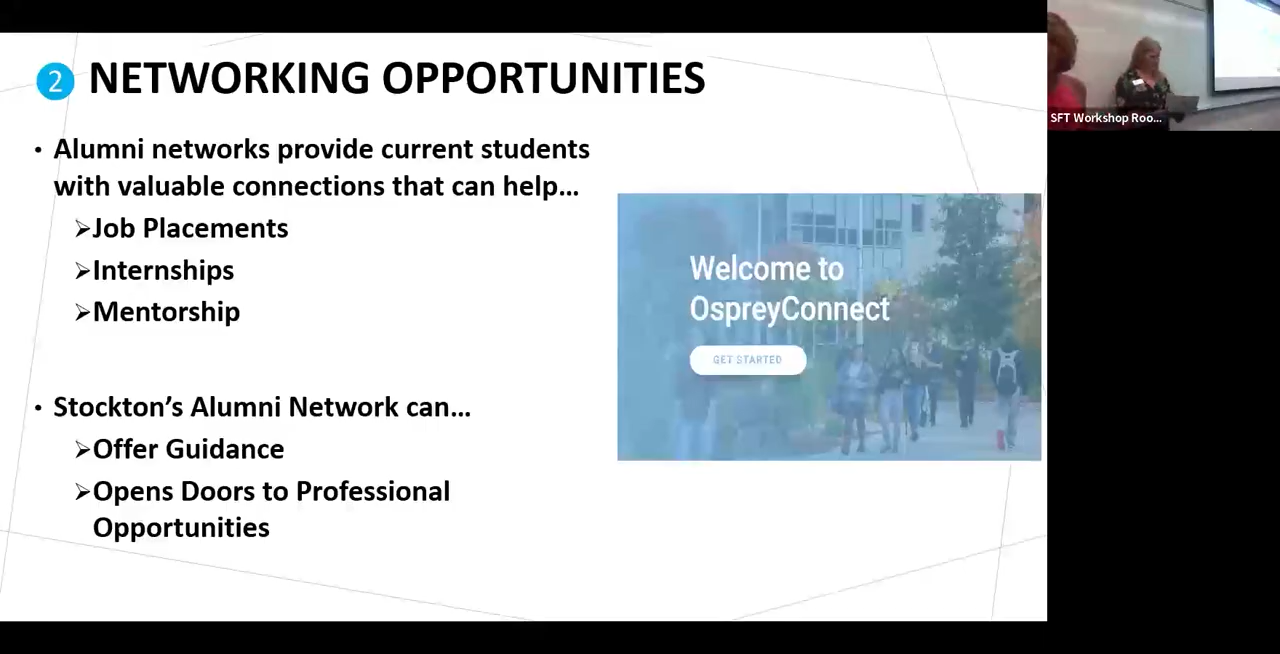 2 NETWORKING OPPORTUNITIES
• Alumni networks provide current students
with valuable connections that can help...
➢Job Placements
➢Internships
➢Mentorship
• Stockton’s Alumni Network can...
➢Offer Guidance
➢Opens Doors to Professional
Opportunities
Welcome to
OspreyConnect
GET STARTED
SFT Workshop Roo...